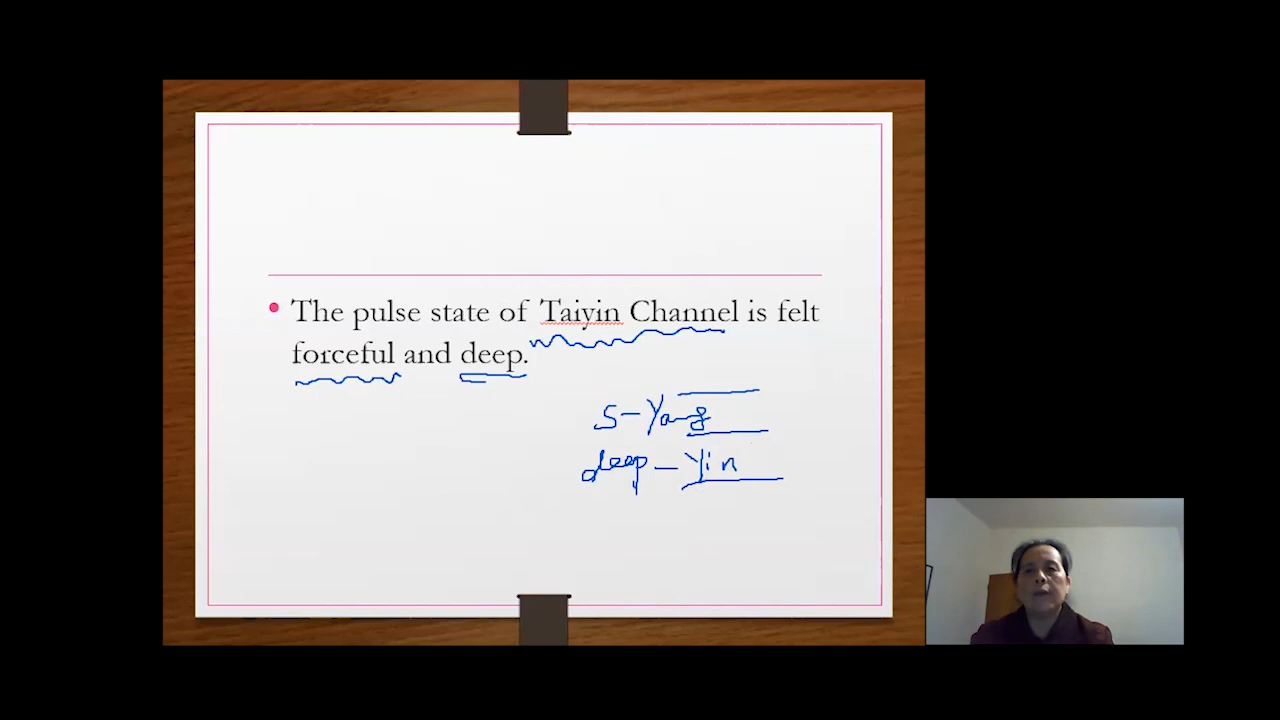 The pulse state of Taiyin Channel is felt
forceful and deep.
S-Yang
deep-Yin